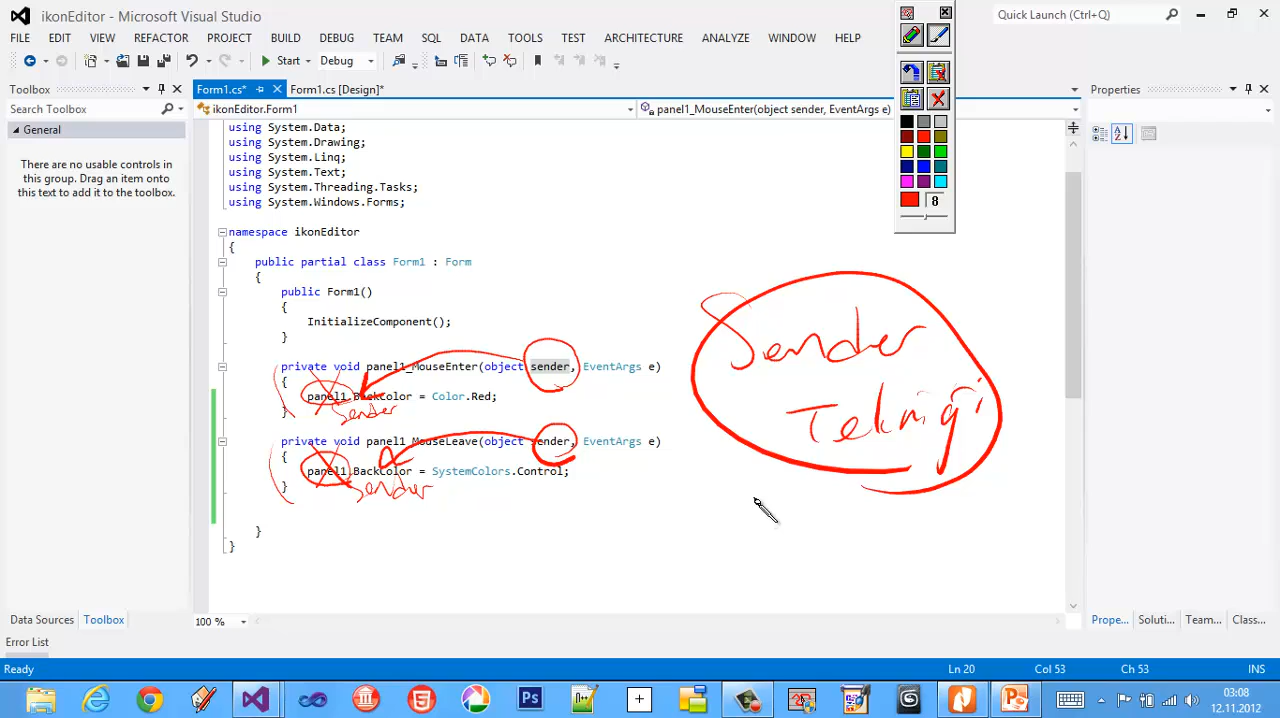 ikonEditor - Microsoft Visual Studio
Quick Launch (Ctrl+Q)
FILE EDIT VIEW REFACTOR PROJECT BUILD DEBUG TEAM SQL DATA TOOLS TEST ARCHITECTURE ANALYZE WINDOW HELP
Start Debug
Toolbox
Form1.cs*
Form1.cs [Design]*
Properties
Search Toolbox
ikonEditor.Form1
panel1_MouseEnter(object sender, EventArgs e)
General
There are no usable controls in
this group. Drag an item onto
this text to add it to the toolbox.
8
using System.Data;
using System.Drawing;
using System.Linq;
using System.Text;
using System.Threading.Tasks;
using System.Windows.Forms;
namespace ikonEditor
{
public partial class Form1 : Form
{
public Form1()
{
InitializeComponent();
}
private void panel1_MouseEnter(object sender, EventArgs e)
{
panel1.BackColor = Color.Red;
Sender
}
private void panel1_MouseLeave(object sender, EventArgs e)
{
panel1.BackColor = SystemColors.Control;
Sender
}
}
}
Sender
Tekniği
100 %
Data Sources Toolbox
Prope... Soluti... Team... Class...
Error List
Ready
Ln 20 Col 53 Ch 53 INS
03:08
12.11.2012